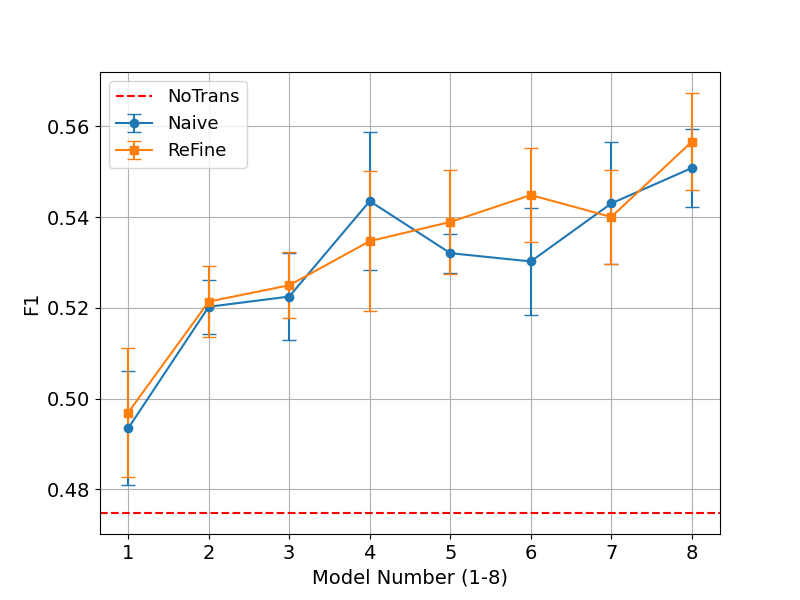 NoTrans
Naive
ReFine
0.56
0.54
0.52
0.50
0.48
F1
1 2 3 4 5 6 7 8
Model Number (1-8)